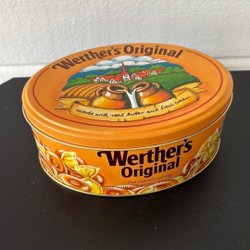 Werther's Original
made with real butter and fresh cream
Werther's
Original